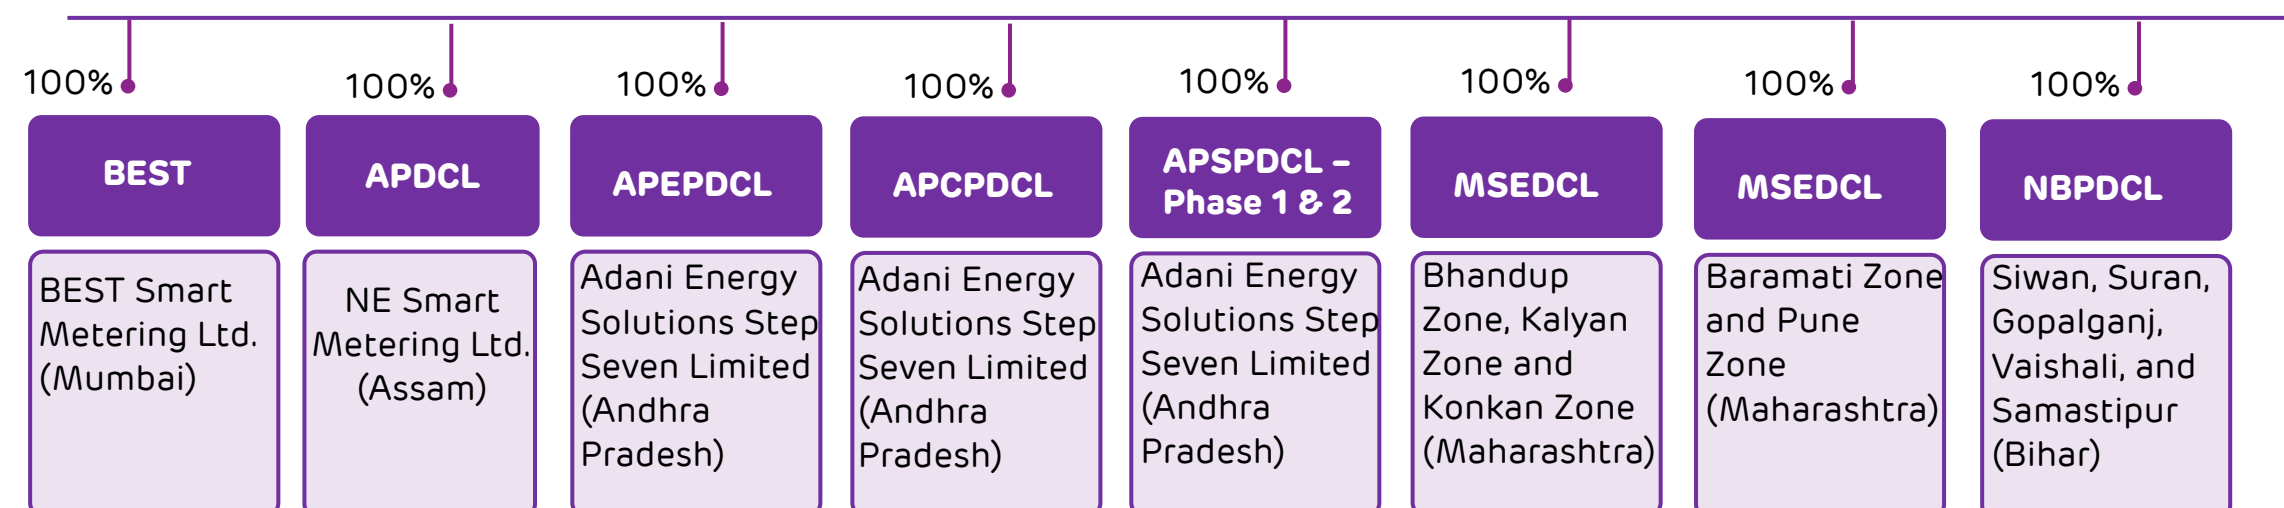 100%
100%
100%
100%
100%
100%
100%
100%
BEST
APDCL
APEPDCL
APCPDCL
APSPDCL –
Phase 1 & 2
MSEDCL
MSEDCL
NBPDCL
BEST Smart
Metering Ltd.
(Mumbai)
NE Smart
Metering Ltd.
(Assam)
Adani Energy
Solutions Step
Seven Limited
(Andhra
Pradesh)
Adani Energy
Solutions Step
Seven Limited
(Andhra
Pradesh)
Adani Energy
Solutions Step
Seven Limited
(Andhra
Pradesh)
Bhandup
Zone, Kalyan
Zone and
Konkan Zone
(Maharashtra)
Baramati Zone
and Pune
Zone
(Maharashtra)
Siwan, Suran,
Gopalganj,
Vaishali, and
Samastipur
(Bihar)